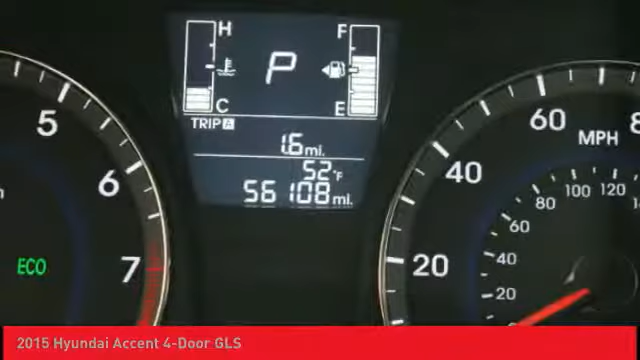 H F
P
C E
TRIP A
1.6 mi.
52°F
56108 mi.
5
6
7
ECO
60
MPH
40
20
100 120
80
60
40
20
2015 Hyundai Accent 4-Door GLS